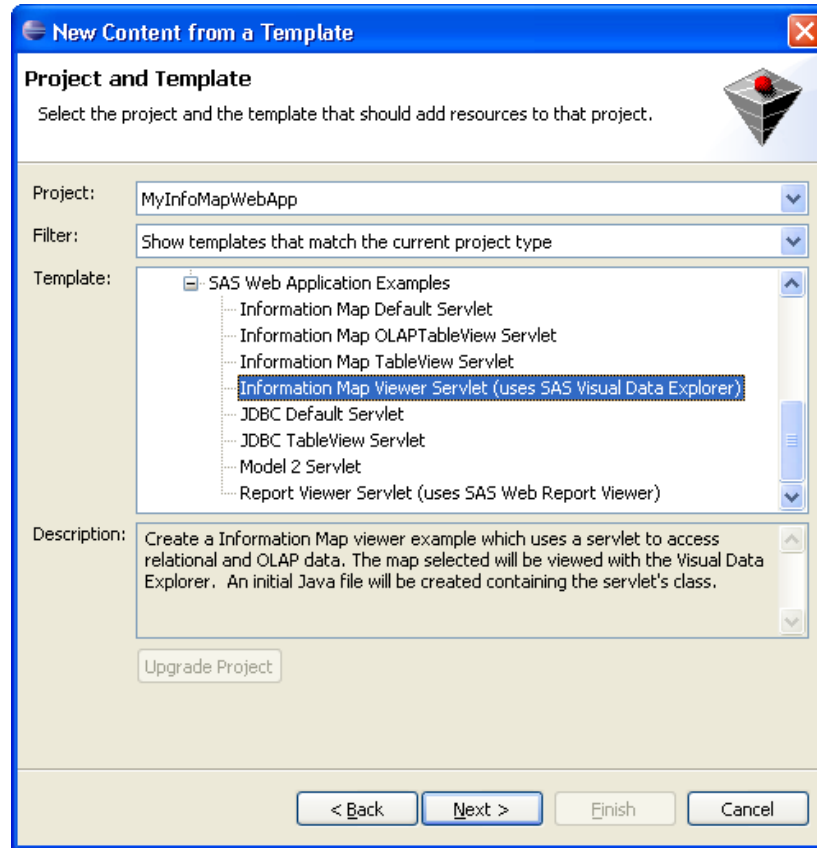 New Content from a Template
Project and Template
Select the project and the template that should add resources to that project.
Project:
MyInfoMapWebApp
Filter:
Show templates that match the current project type
Template:
SAS Web Application Examples
Information Map Default Servlet
Information Map OLAPTableView Servlet
Information Map TableView Servlet
Information Map Viewer Servlet (uses SAS Visual Data Explorer)
JDBC Default Servlet
JDBC TableView Servlet
Model 2 Servlet
Report Viewer Servlet (uses SAS Web Report Viewer)
Description:
Create a Information Map viewer example which uses a servlet to access
relational and OLAP data. The map selected will be viewed with the Visual Data
Explorer.  An initial Java file will be created containing the servlet's class.
Upgrade Project
< Back
Next >
Finish
Cancel